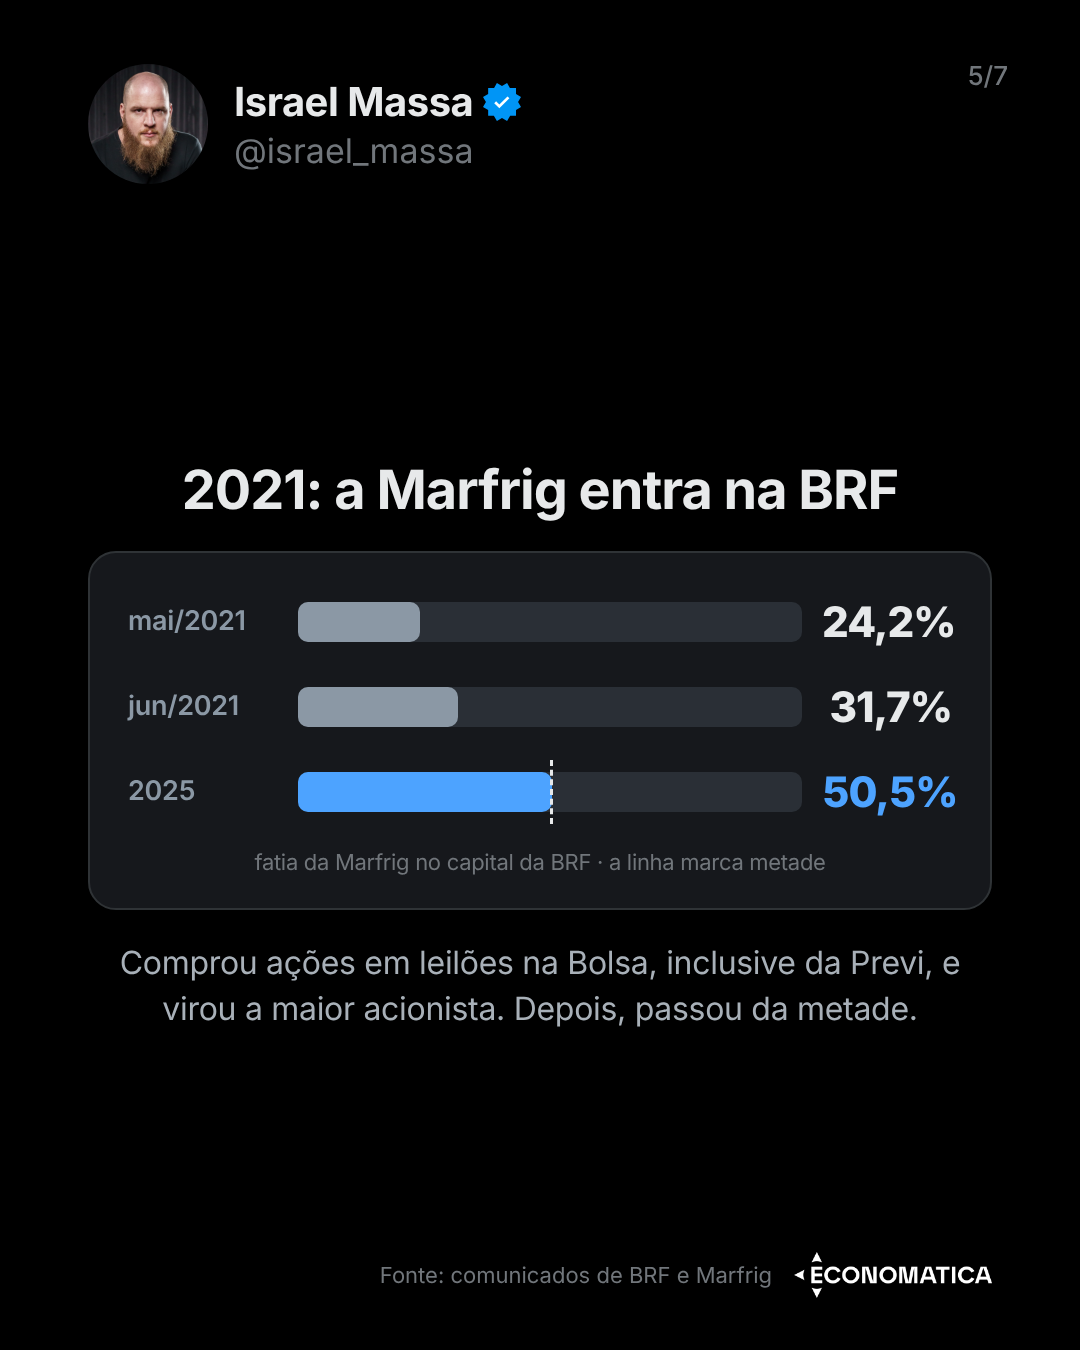 Israel Massa
@israel_massa
5/7
2021: a Marfrig entra na BRF
mai/2021 24,2%
jun/2021 31,7%
2025 50,5%
fatia da Marfrig no capital da BRF · a linha marca metade
Comprou ações em leilões na Bolsa, inclusive da Previ, e
virou a maior acionista. Depois, passou da metade.
Fonte: comunicados de BRF e Marfrig
ECONOMATICA